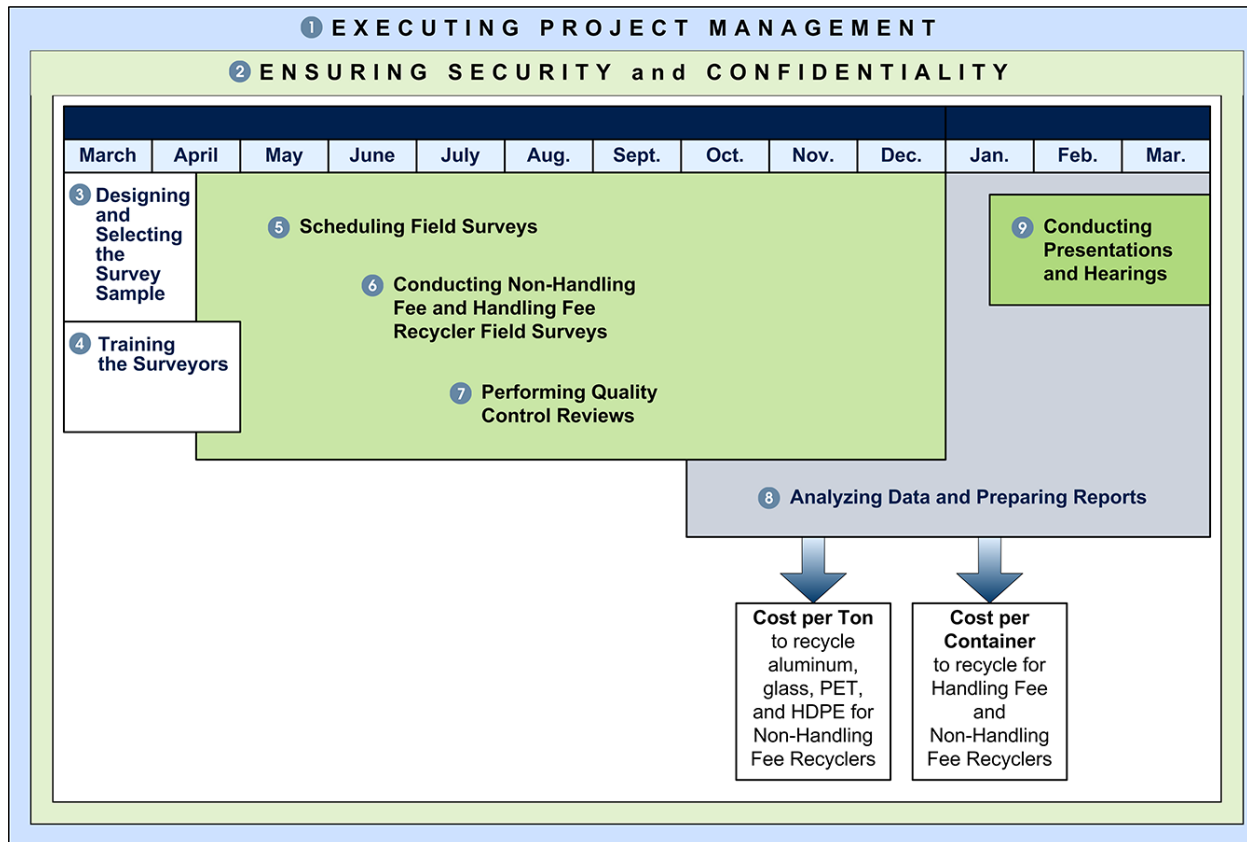 1 EXECUTING PROJECT MANAGEMENT
2 ENSURING SECURITY and CONFIDENTIALITY
March April May June July Aug. Sept. Oct. Nov. Dec. Jan. Feb. Mar.
3 Designing
and
Selecting
the
Survey
Sample
4 Training
the Surveyors
5 Scheduling Field Surveys
6 Conducting Non-Handling
Fee and Handling Fee
Recycler Field Surveys
7 Performing Quality
Control Reviews
9 Conducting
Presentations
and Hearings
8 Analyzing Data and Preparing Reports
Cost per Ton
to recycle
aluminum,
glass, PET,
and HDPE for
Non-Handling
Fee Recyclers
Cost per
Container
to recycle for
Handling Fee
and
Non-Handling
Fee Recyclers